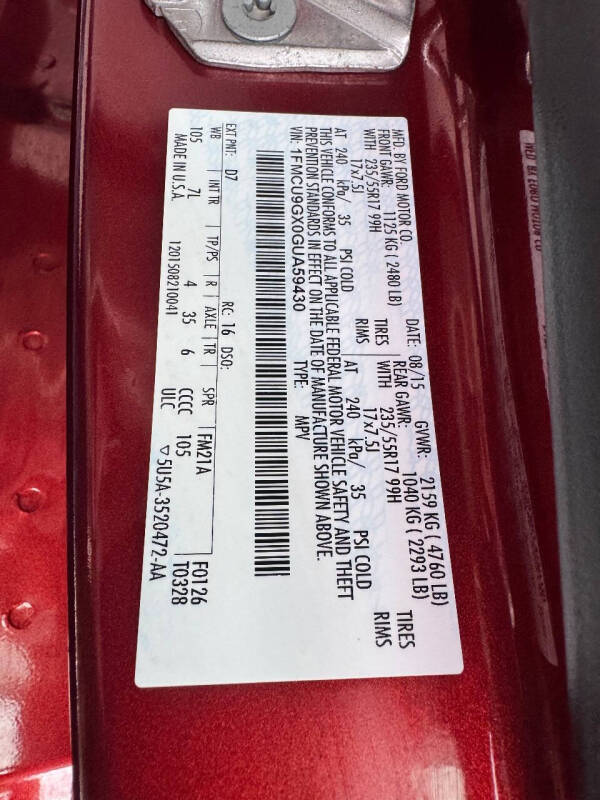 MFD. BY FORD MOTOR CO. DATE: 08/15 GVWR: 2159 KG ( 4760 LB)
FRONT GAWR: 1125 KG ( 2480 LB) REAR GAWR: 1040 KG ( 2293 LB)
WITH 235/55R17 99H TIRES WITH 235/55R17 99H TIRES
17x7.5J RIMS 17x7.5J RIMS
AT 240 kPa/ 35 PSI COLD AT 240 kPa/ 35 PSI COLD
THIS VEHICLE CONFORMS TO ALL APPLICABLE FEDERAL MOTOR VEHICLE SAFETY AND THEFT
PREVENTION STANDARDS IN EFFECT ON THE DATE OF MANUFACTURE SHOWN ABOVE.
VIN: 1FMCU9GX0GUA59430 TYPE: MPV
EXT PNT: D7 RC: 16 DSO: F0126
WB INT TR TP/PS R AXLE TR SPR FM21A T0328
105 7L 4 35 6 CCCC 105
MADE IN U.S.A. 1201508210041 ULC ▽5U5A-3520472-AA